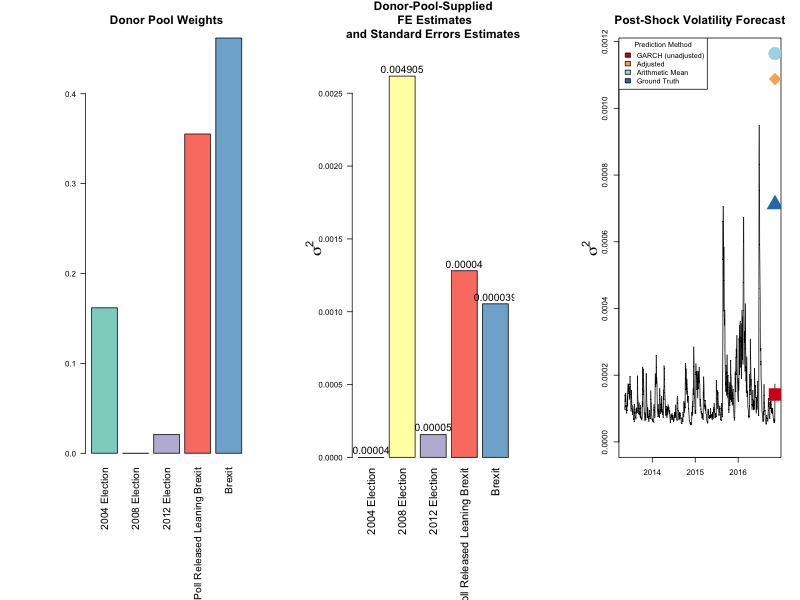 Donor Pool Weights
0.4
0.3
0.2
0.1
0.0
2004 Election
2008 Election
2012 Election
Poll Released Leaning Brexit
Brexit
Donor-Pool-Supplied
FE Estimates
and Standard Errors Estimates
σ2
0.0025
0.0020
0.0015
0.0010
0.0005
0.0000
0.00004
0.004905
0.00005
0.00004
0.000039
2004 Election
2008 Election
2012 Election
oll Released Leaning Brexit
Brexit
Post-Shock Volatility Forecast
σ2
0.0012
0.0010
0.0008
0.0006
0.0004
0.0002
0.0000
Prediction Method
GARCH (unadjusted)
Adjusted
Arithmetic Mean
Ground Truth
2014
2015
2016